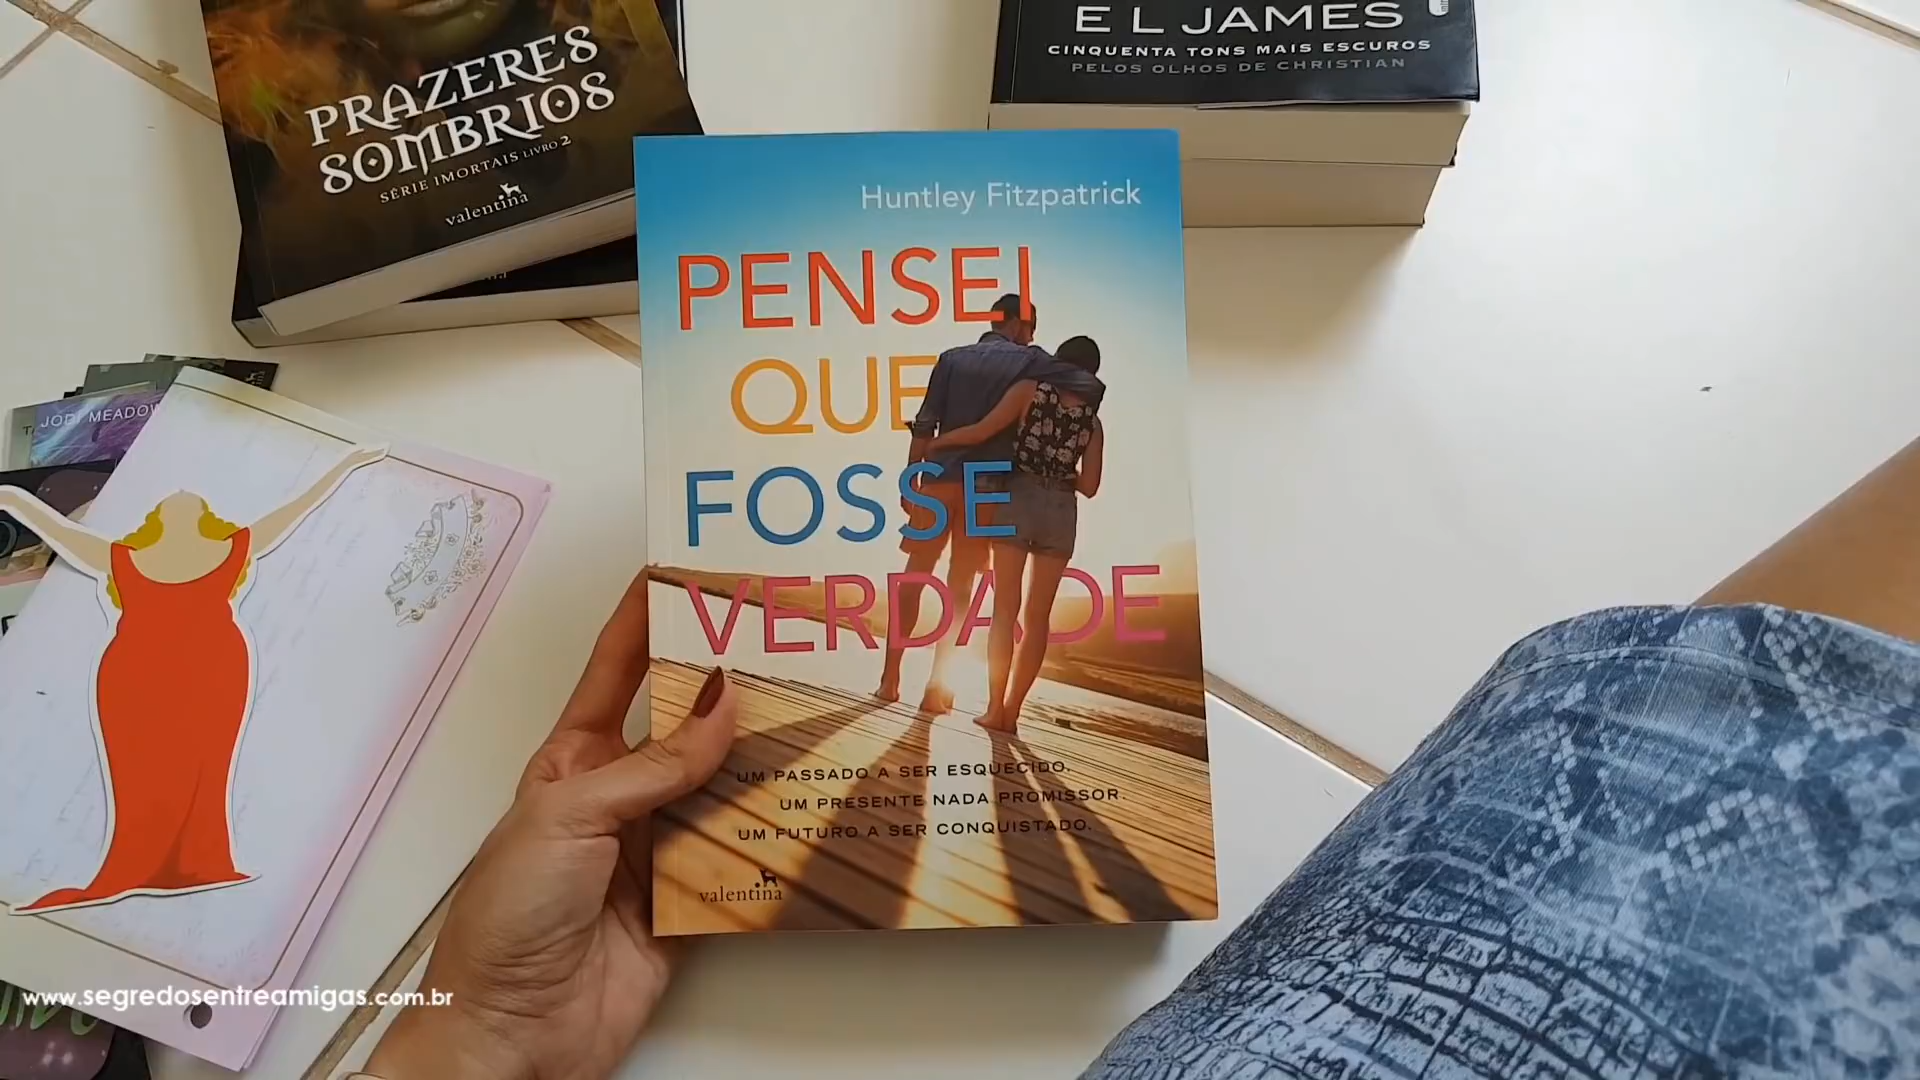 PRAZERES
SOMBRIOS
SÉRIE IMORTAIS LIVRO 2
valentina
E L JAMES
CINQUENTA TONS MAIS ESCUROS
PELOS OLHOS DE CHRISTIAN
Huntley Fitzpatrick
PENSEI
QUE
FOSSE
VERDADE
UM PASSADO A SER ESQUECIDO.
UM PRESENTE NADA PROMISSOR.
UM FUTURO A SER CONQUISTADO.
valentina
JODI MEADOW
www.segredosentreamigas.com.br